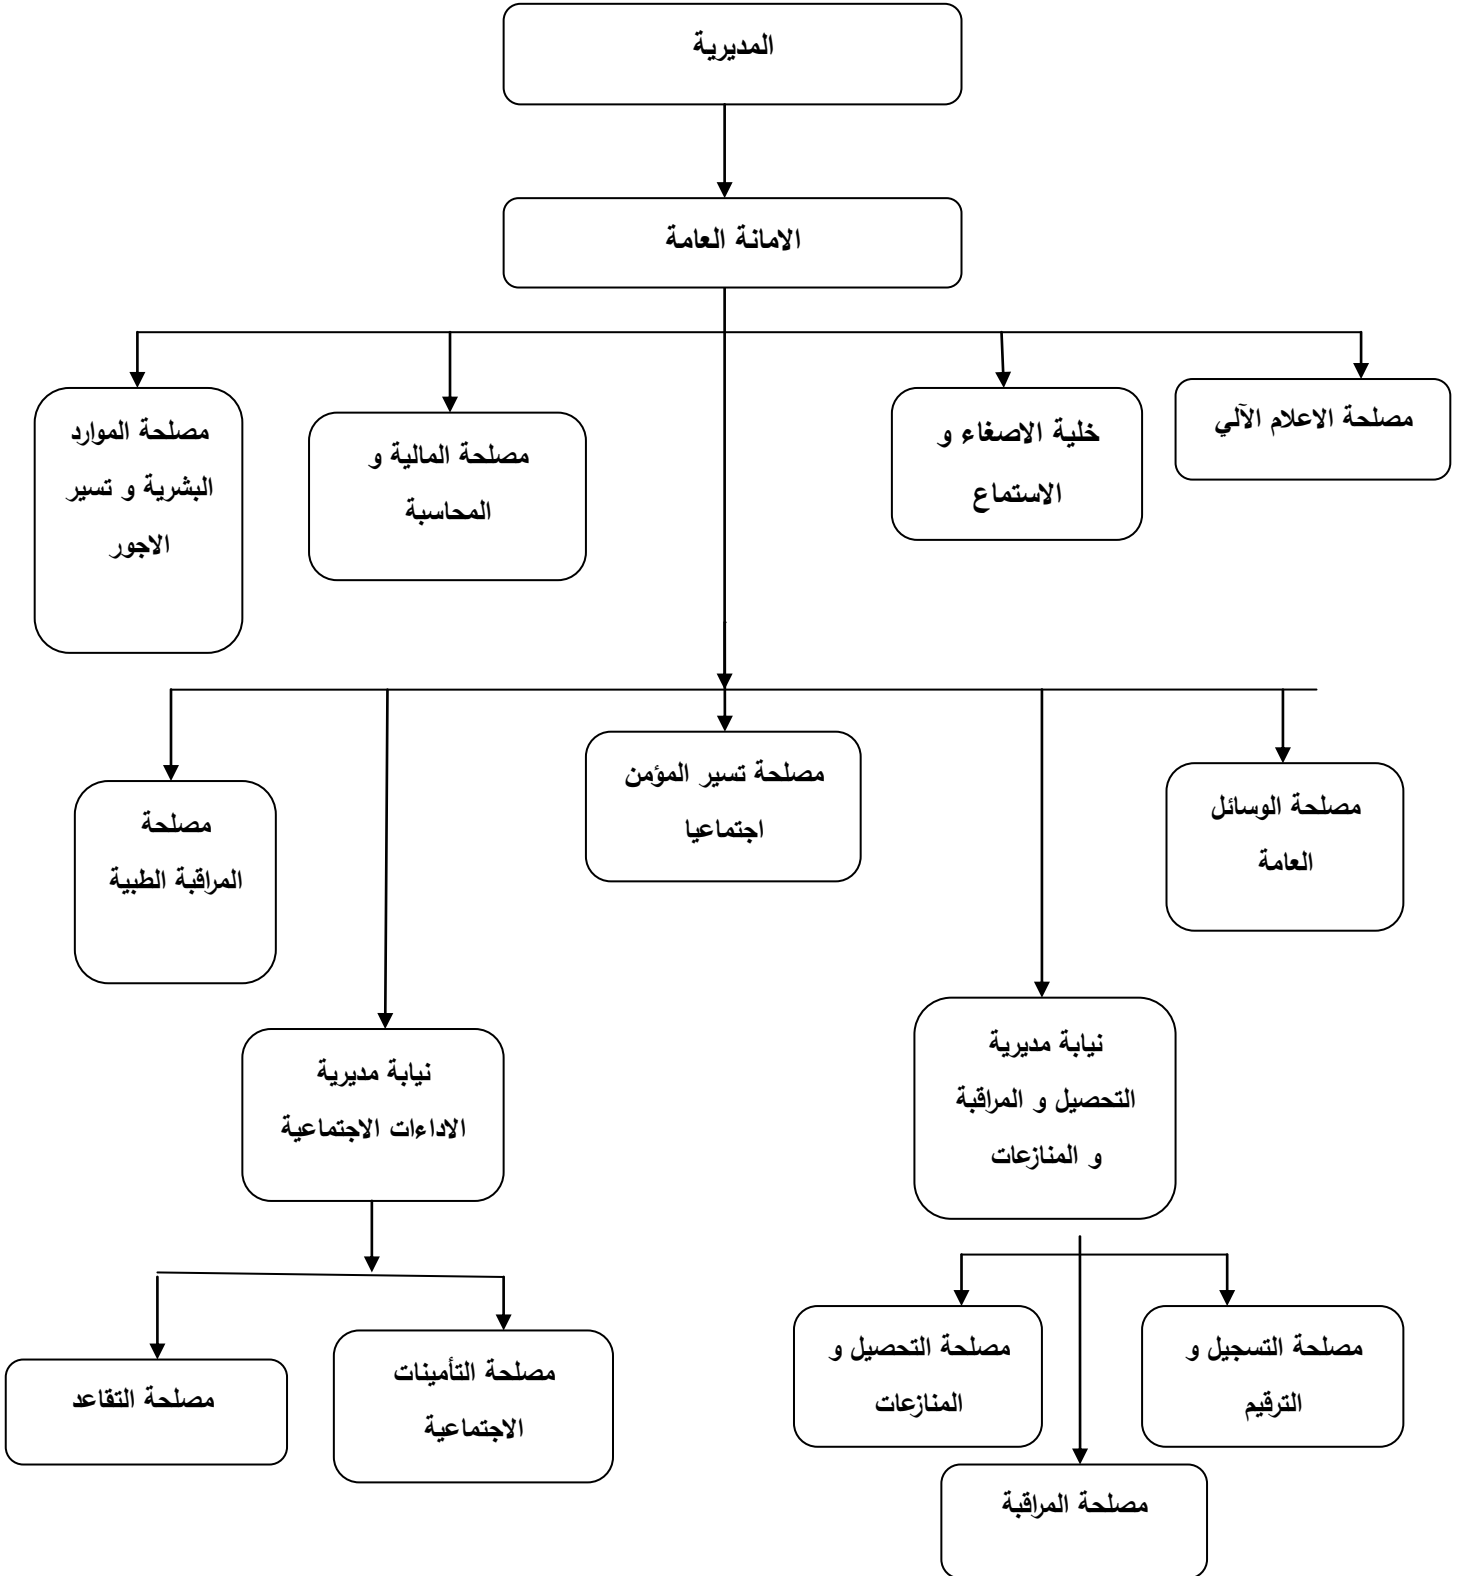 المديرية
الامانة العامة
مصلحة الاعلام الآلي
خلية الاصغاء و
الاستماع
مصلحة المالية و
المحاسبة
مصلحة الموارد
البشرية و تسير
الاجور
مصلحة الوسائل
العامة
مصلحة تسير المؤمن
اجتماعيا
مصلحة
المراقبة الطبية
نيابة مديرية
التحصيل و المراقبة
و المنازعات
نيابة مديرية
الاداءات الاجتماعية
مصلحة التسجيل و
الترقيم
مصلحة التحصيل و
المنازعات
مصلحة التأمينات
الاجتماعية
مصلحة التقاعد
مصلحة المراقبة